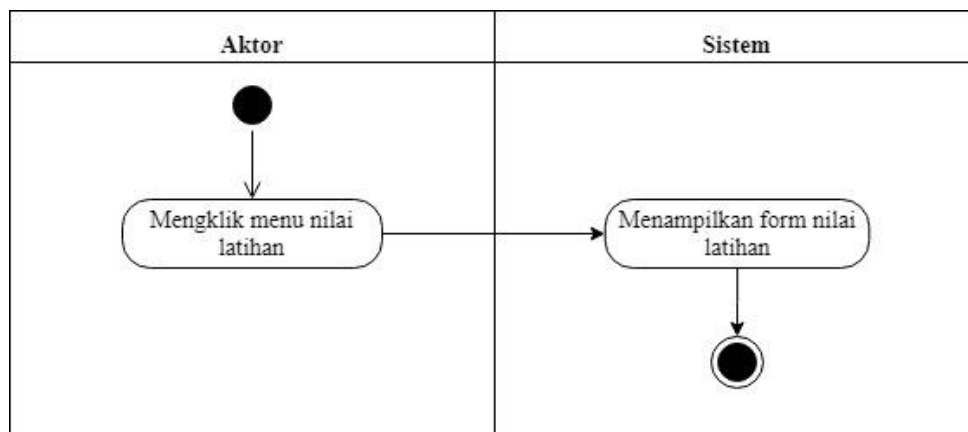 Aktor
Sistem
Mengklik menu nilai
latihan
Menampilkan form nilai
latihan